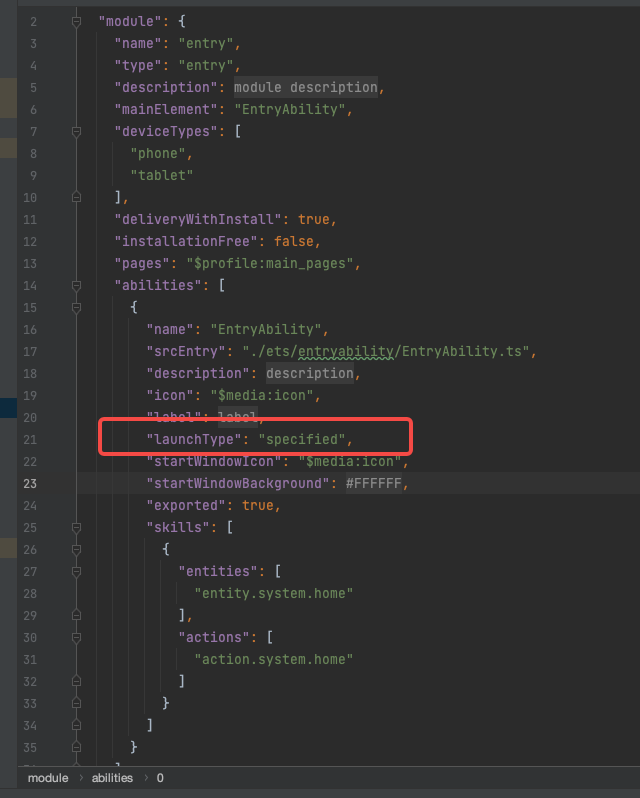 2 "module": {
3 "name": "entry",
4 "type": "entry",
5 "description": module description,
6 "mainElement": "EntryAbility",
7 "deviceTypes": [
8 "phone",
9 "tablet"
10 ],
11 "deliveryWithInstall": true,
12 "installationFree": false,
13 "pages": "$profile:main_pages",
14 "abilities": [
15 {
16 "name": "EntryAbility",
17 "srcEntry": "./ets/entryability/EntryAbility.ts",
18 "description": description,
19 "icon": "$media:icon",
20 "label": label,
21 "launchType": "specified",
22 "startWindowIcon": "$media:icon",
23 "startWindowBackground": #FFFFFF,
24 "exported": true,
25 "skills": [
26 {
27 "entities": [
28 "entity.system.home"
29 ],
30 "actions": [
31 "action.system.home"
32 ]
33 }
34 ]
35 }
module › abilities › 0